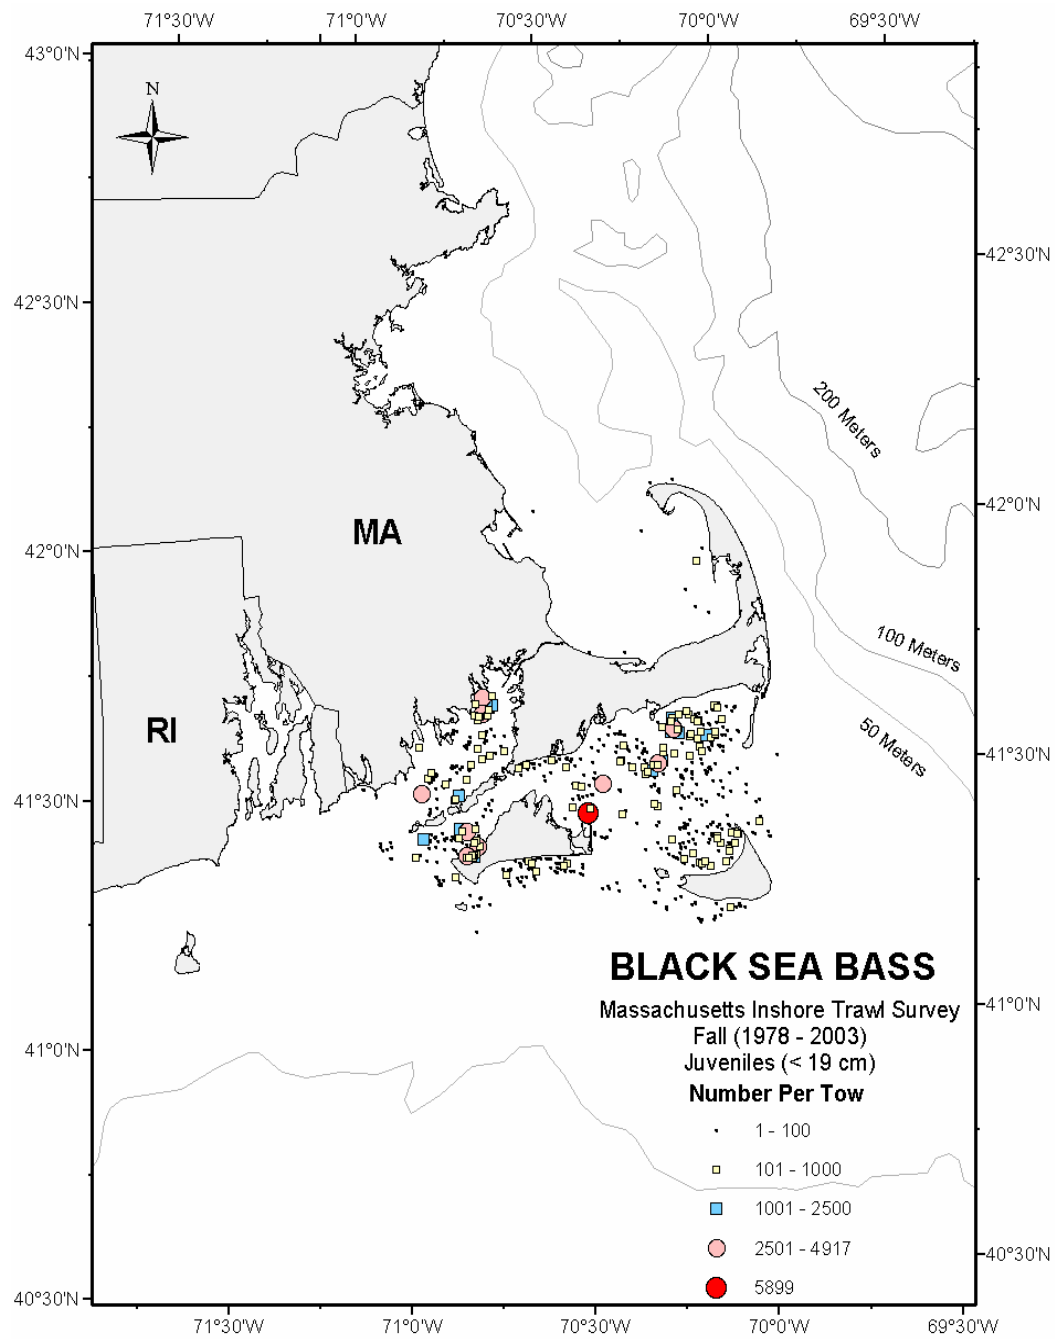 71°30'W 71°0'W 70°30'W 70°0'W 69°30'W
43°0'N
N
42°30'N
42°30'N
200 Meters
42°0'N
MA
42°0'N
100 Meters
RI
50 Meters
41°30'N
41°30'N
BLACK SEA BASS
Massachusetts Inshore Trawl Survey
41°0'N
Fall (1978 - 2003)
41°0'N
Juveniles (< 19 cm)
Number Per Tow
1 - 100
101 - 1000
1001 - 2500
2501 - 4917
40°30'N
5899
40°30'N
71°30'W 71°0'W 70°30'W 70°0'W 69°30'W